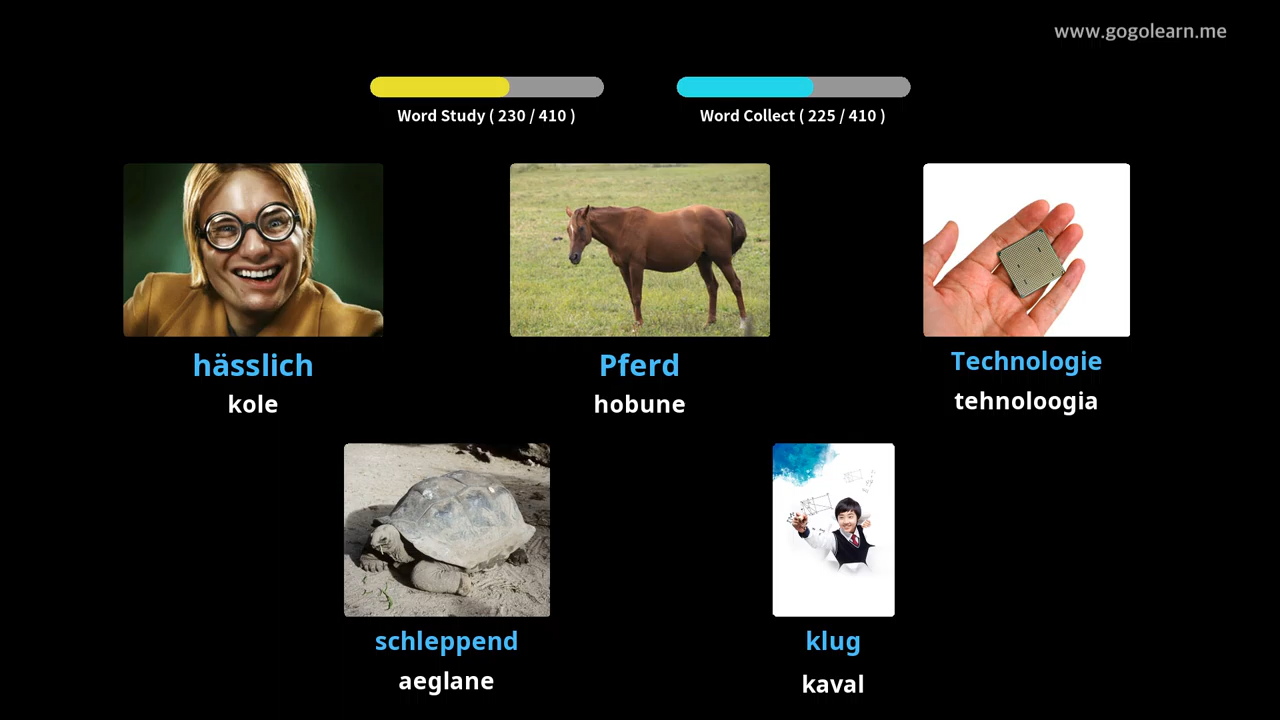 www.gogolearn.me
Word Study ( 230 / 410 )
Word Collect ( 225 / 410 )
hässlich
kole
Pferd
hobune
Technologie
tehnoloogia
schleppend
aeglane
klug
kaval